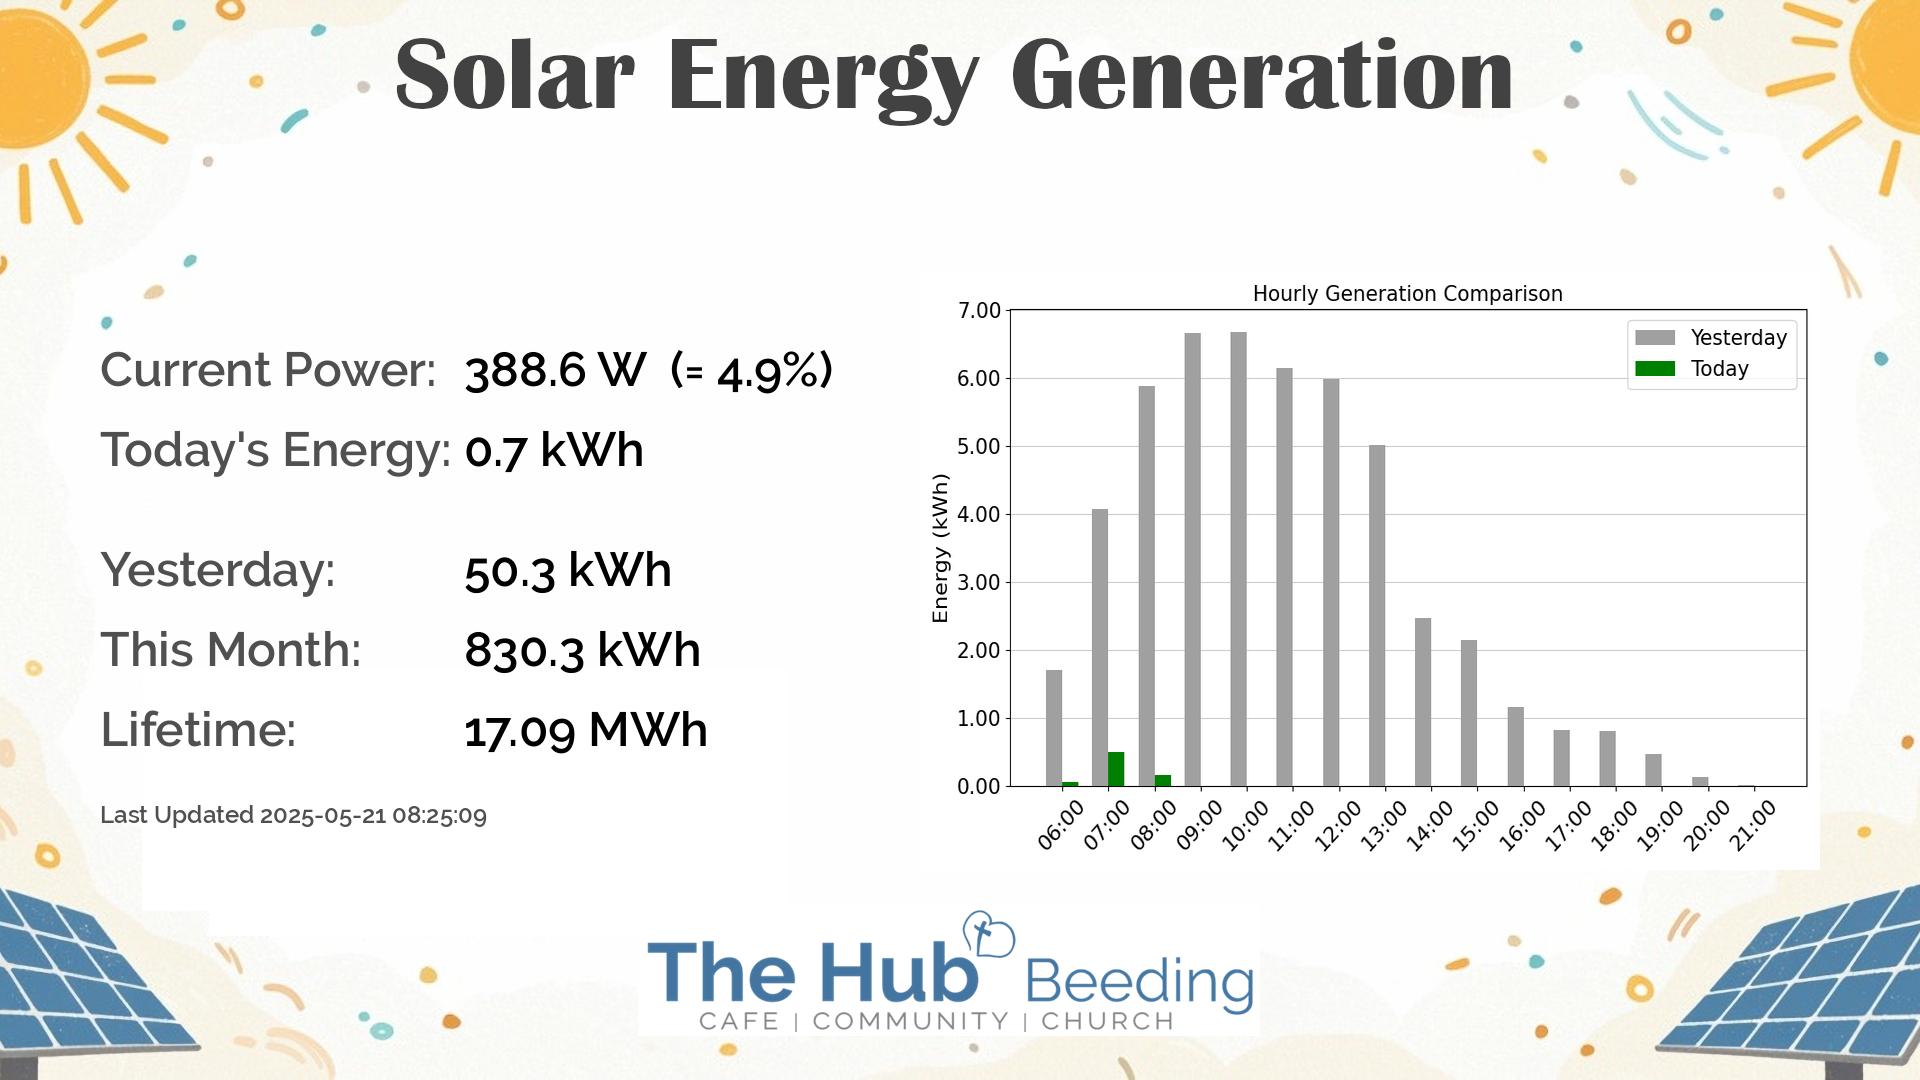 Solar Energy Generation
Current Power: 388.6 W (= 4.9%)
Today's Energy: 0.7 kWh
Yesterday: 50.3 kWh
This Month: 830.3 kWh
Lifetime: 17.09 MWh
Last Updated 2025-05-21 08:25:09
Hourly Generation Comparison
Yesterday
Today
Energy (kWh)
7.00
6.00
5.00
4.00
3.00
2.00
1.00
0.00
06:00 07:00 08:00 09:00 10:00 11:00 12:00 13:00 14:00 15:00 16:00 17:00 18:00 19:00 20:00 21:00
The Hub Beeding
CAFE | COMMUNITY | CHURCH